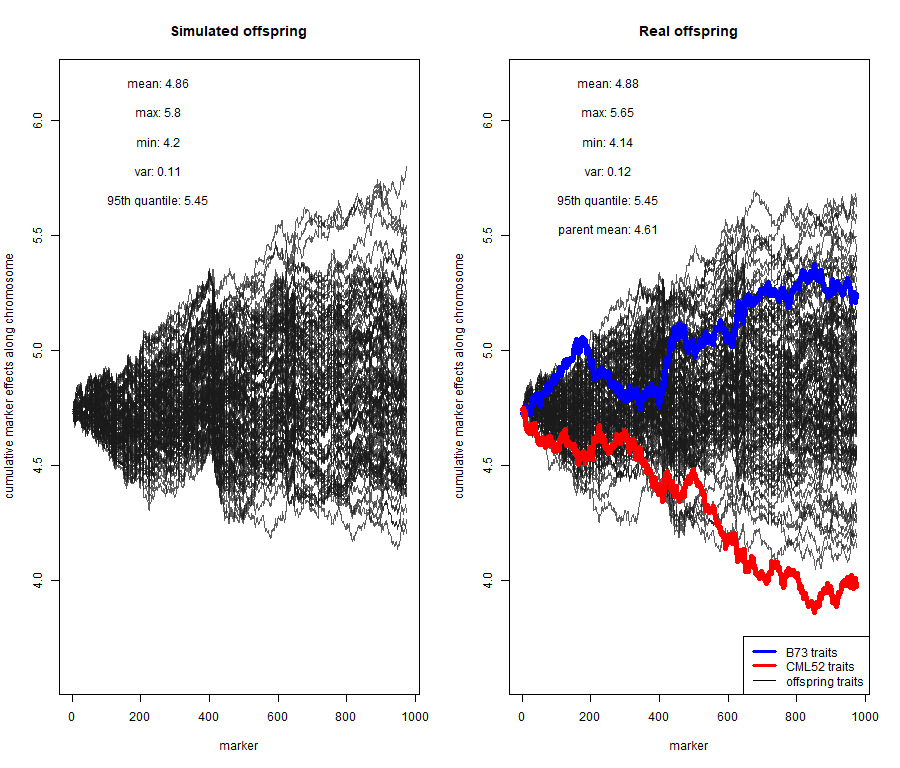 Simulated offspring
mean: 4.86
max: 5.8
min: 4.2
var: 0.11
95th quantile: 5.45
cumulative marker effects along chromosome
6.0
5.5
5.0
4.5
4.0
0 200 400 600 800 1000
marker
Real offspring
mean: 4.88
max: 5.65
min: 4.14
var: 0.12
95th quantile: 5.45
parent mean: 4.61
cumulative marker effects along chromosome
6.0
5.5
5.0
4.5
4.0
B73 traits
CML52 traits
offspring traits
0 200 400 600 800 1000
marker